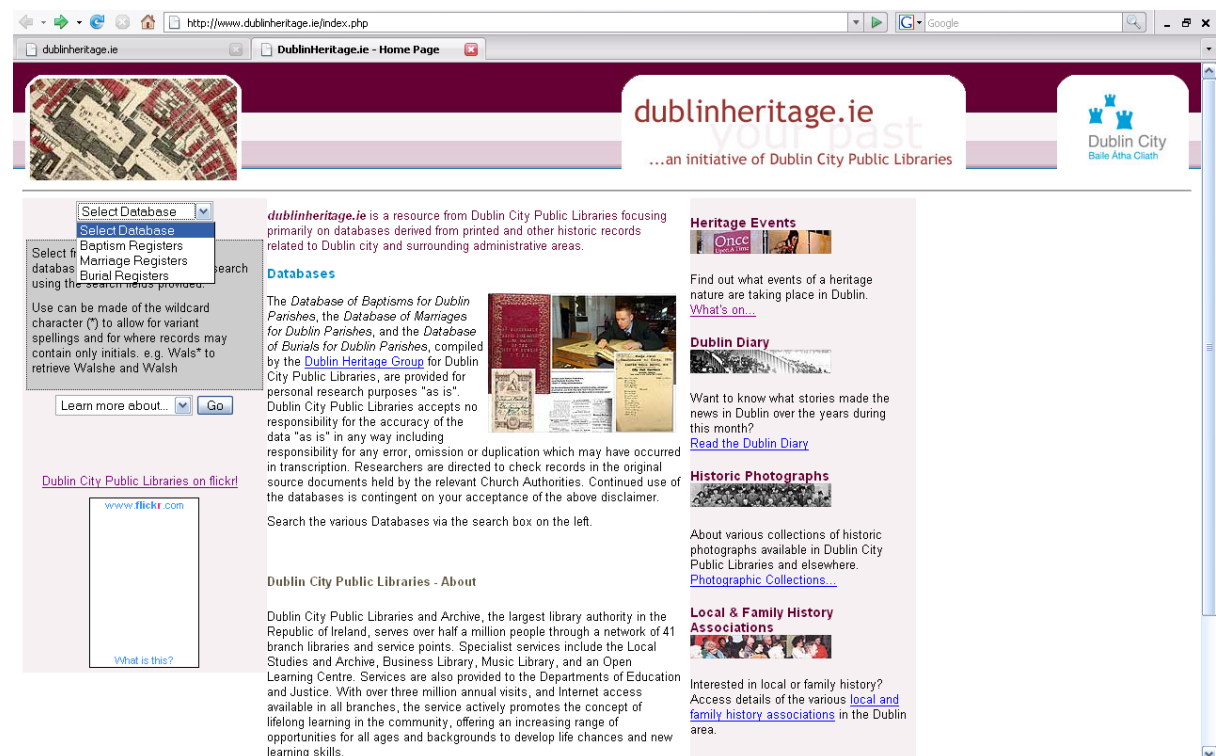 http://www.dublinheritage.ie/index.php
Google
dublinheritage.ie
DublinHeritage.ie - Home Page
dublinheritage.ie
your past
...an initiative of Dublin City Public Libraries
Dublin City
Baile Átha Cliath
Select Database
Select Database
Baptism Registers
Marriage Registers
Burial Registers
Select
databas
search
using the search fields provided.
Use can be made of the wildcard
character (*) to allow for variant
spellings and for where records may
contain only initials. e.g. Wals* to
retrieve Walshe and Walsh
Learn more about...
Go
Dublin City Public Libraries on flickr!
www.flickr.com
What is this?
dublinheritage.ie is a resource from Dublin City Public Libraries focusing
primarily on databases derived from printed and other historic records
related to Dublin city and surrounding administrative areas.
Databases
The Database of Baptisms for Dublin
Parishes, the Database of Marriages
for Dublin Parishes, and the Database
of Burials for Dublin Parishes, compiled
by the Dublin Heritage Group for Dublin
City Public Libraries, are provided for
personal research purposes "as is".
Dublin City Public Libraries accepts no
responsibility for the accuracy of the
data "as is" in any way including
responsibility for any error, omission or duplication which may have occurred
in transcription. Researchers are directed to check records in the original
source documents held by the relevant Church Authorities. Continued use of
the databases is contingent on your acceptance of the above disclaimer.
Search the various Databases via the search box on the left.
Dublin City Public Libraries - About
Dublin City Public Libraries and Archive, the largest library authority in the
Republic of Ireland, serves over half a million people through a network of 41
branch libraries and service points. Specialist services include the Local
Studies and Archive, Business Library, Music Library, and an Open
Learning Centre. Services are also provided to the Departments of Education
and Justice. With over three million annual visits, and Internet access
available in all branches, the service actively promotes the concept of
lifelong learning in the community, offering an increasing range of
opportunities for all ages and backgrounds to develop life chances and new
learning skills.
Heritage Events
Once
Upon A Time
Find out what events of a heritage
nature are taking place in Dublin.
What's on...
Dublin Diary
Want to know what stories made the
news in Dublin over the years during
this month?
Read the Dublin Diary
Historic Photographs
About various collections of historic
photographs available in Dublin City
Public Libraries and elsewhere.
Photographic Collections...
Local & Family History
Associations
Interested in local or family history?
Access details of the various local and
family history associations in the Dublin
area.